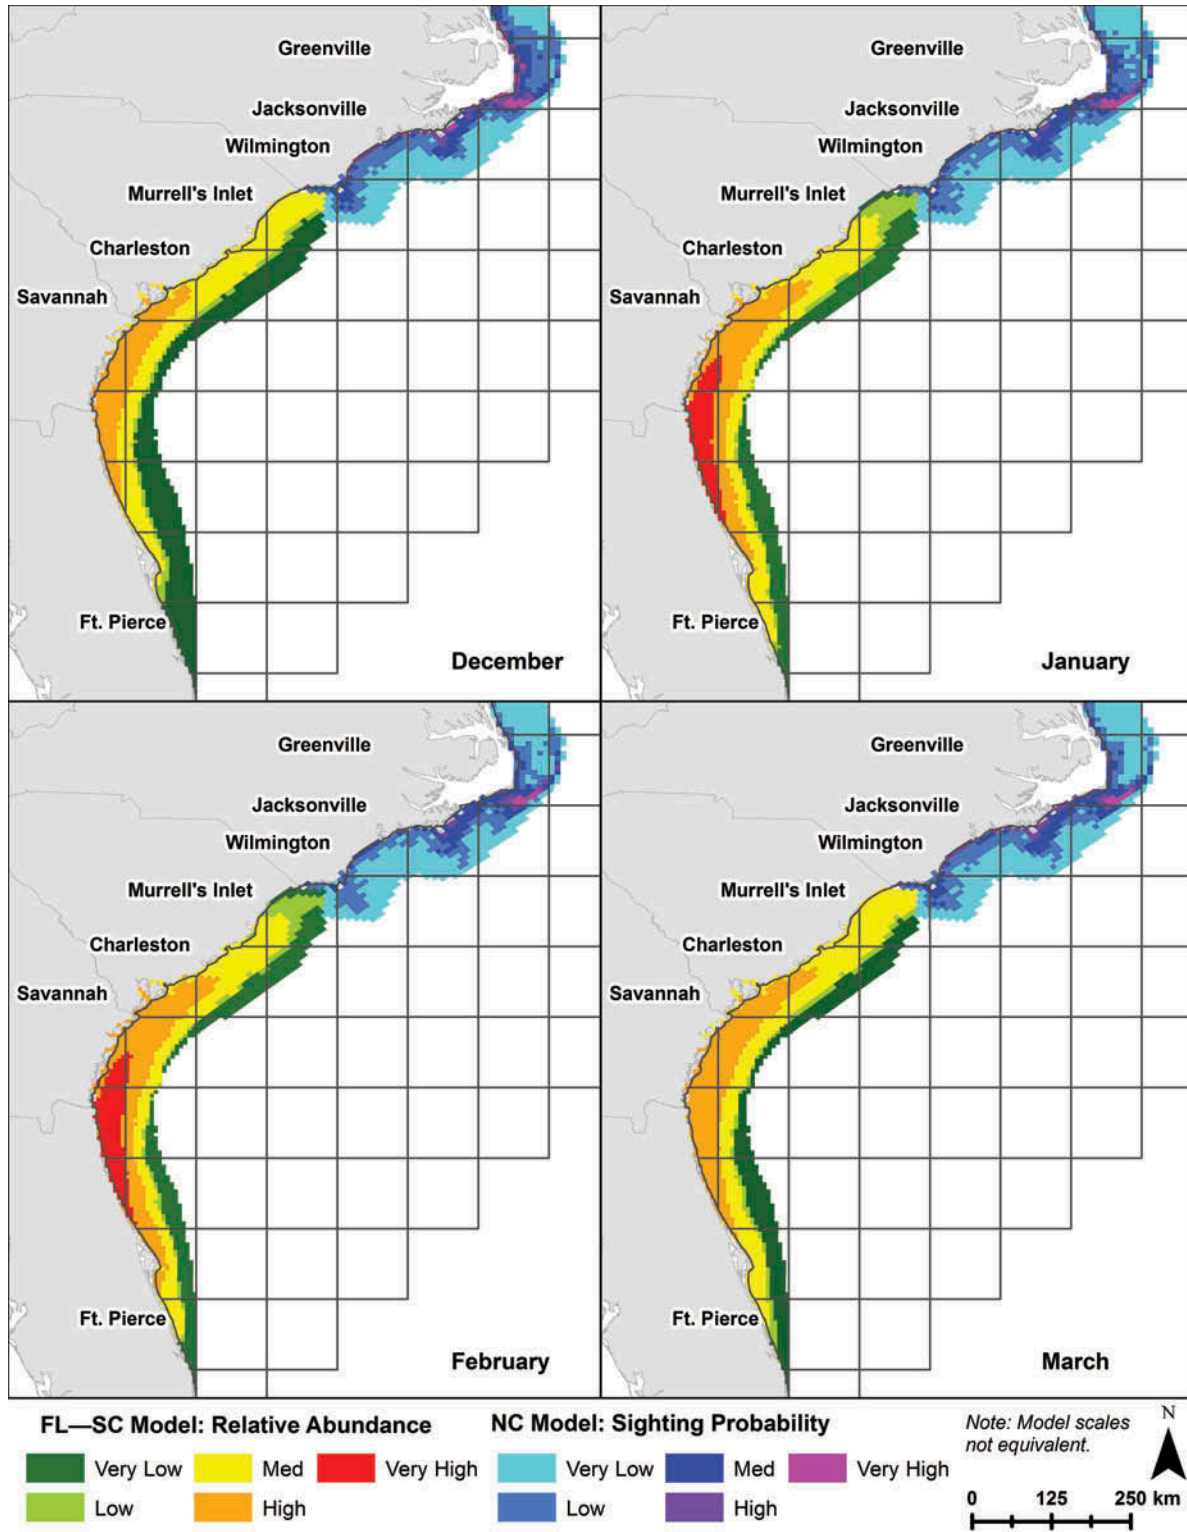 Greenville
Jacksonville
Wilmington
Murrell's Inlet
Charleston
Savannah
Ft. Pierce
December
Greenville
Jacksonville
Wilmington
Murrell's Inlet
Charleston
Savannah
Ft. Pierce
January
Greenville
Jacksonville
Wilmington
Murrell's Inlet
Charleston
Savannah
Ft. Pierce
February
Greenville
Jacksonville
Wilmington
Murrell's Inlet
Charleston
Savannah
Ft. Pierce
March
FL—SC Model: Relative Abundance
Very Low Med Very High
Low High
NC Model: Sighting Probability
Very Low Med Very High
Low High
Note: Model scales
not equivalent.
N
0 125 250 km